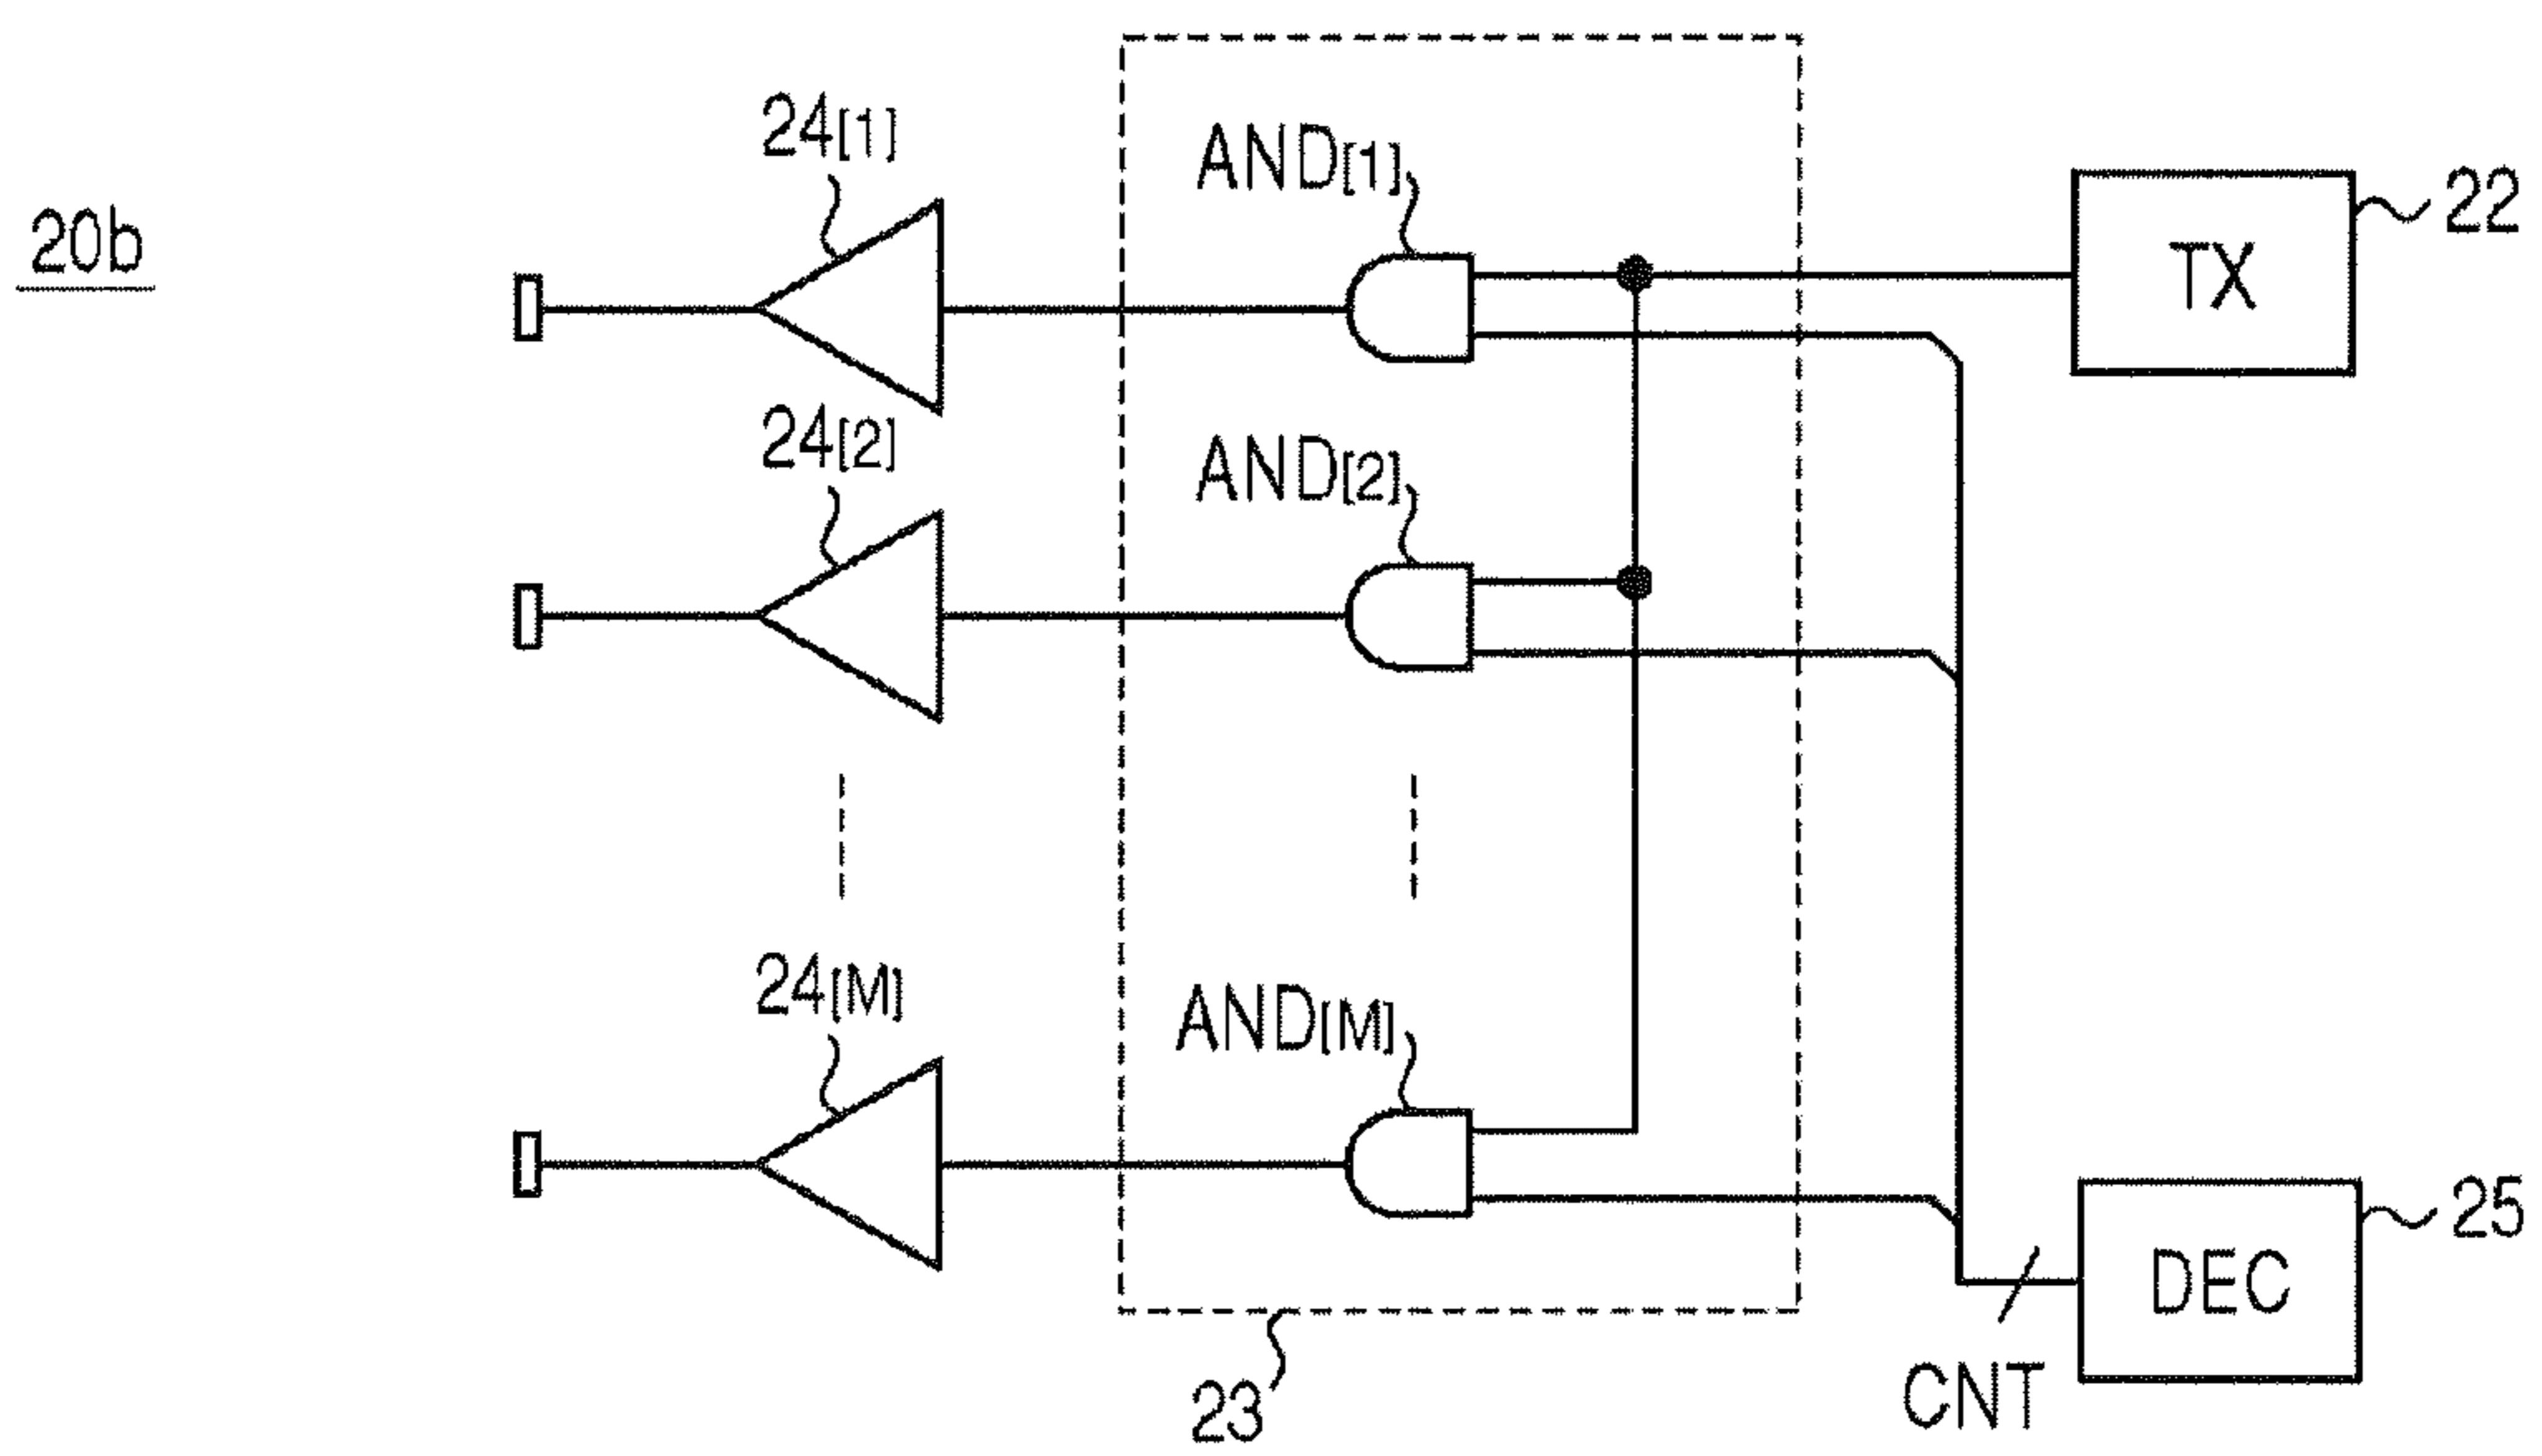 20b
24[1]
AND[1]
TX
22
24[2]
AND[2]
24[M]
AND[M]
DEC
25
CNT
23